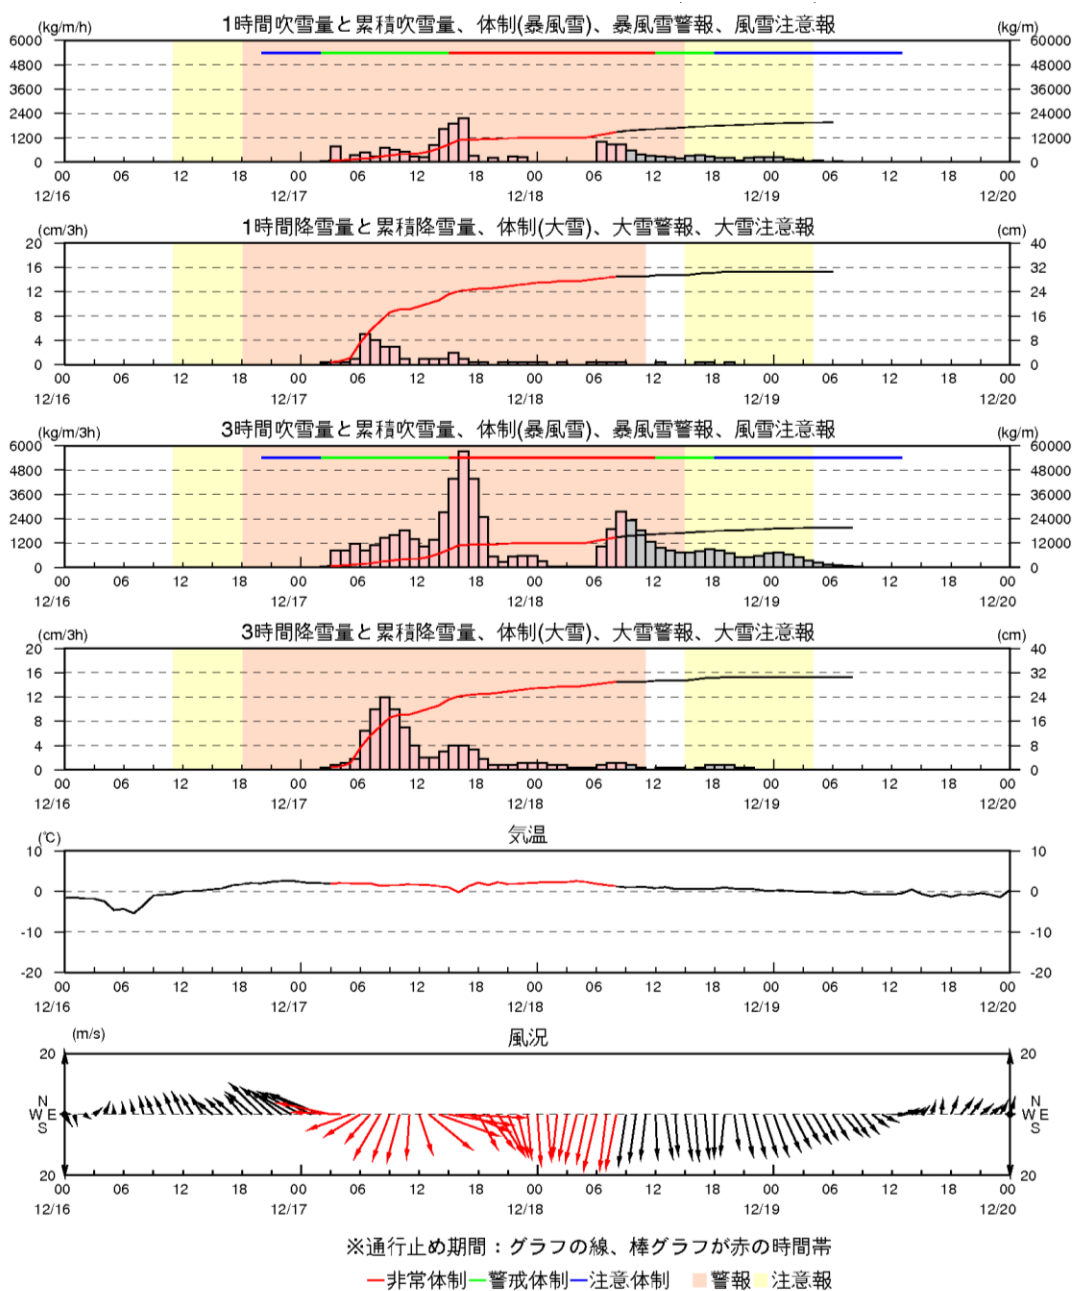 1時間吹雪量と累積吹雪量、体制(暴風雪)、暴風雪警報、風雪注意報
(kg/m/h) (kg/m)
6000 60000
4800 48000
3600 36000
2400 24000
1200 12000
0 0
00 06 12 18 00 06 12 18 00 06 12 18 00 06 12 18 00
12/16 12/17 12/18 12/19 12/20
1時間降雪量と累積降雪量、体制(大雪)、大雪警報、大雪注意報
(cm/3h) (cm)
20 40
16 32
12 24
8 16
4 8
0 0
00 06 12 18 00 06 12 18 00 06 12 18 00 06 12 18 00
12/16 12/17 12/18 12/19 12/20
3時間吹雪量と累積吹雪量、体制(暴風雪)、暴風雪警報、風雪注意報
(kg/m/3h) (kg/m)
6000 60000
4800 48000
3600 36000
2400 24000
1200 12000
0 0
00 06 12 18 00 06 12 18 00 06 12 18 00 06 12 18 00
12/16 12/17 12/18 12/19 12/20
3時間降雪量と累積降雪量、体制(大雪)、大雪警報、大雪注意報
(cm/3h) (cm)
20 40
16 32
12 24
8 16
4 8
0 0
00 06 12 18 00 06 12 18 00 06 12 18 00 06 12 18 00
12/16 12/17 12/18 12/19 12/20
気温
(℃)
10 10
0 0
-10 -10
-20 -20
00 06 12 18 00 06 12 18 00 06 12 18 00 06 12 18 00
12/16 12/17 12/18 12/19 12/20
風況
(m/s)
20 20
N N
W E W E
S S
20 20
00 06 12 18 00 06 12 18 00 06 12 18 00 06 12 18 00
12/16 12/17 12/18 12/19 12/20
※通行止め期間：グラフの線、棒グラフが赤の時間帯
非常体制 警戒体制 注意体制 警報 注意報